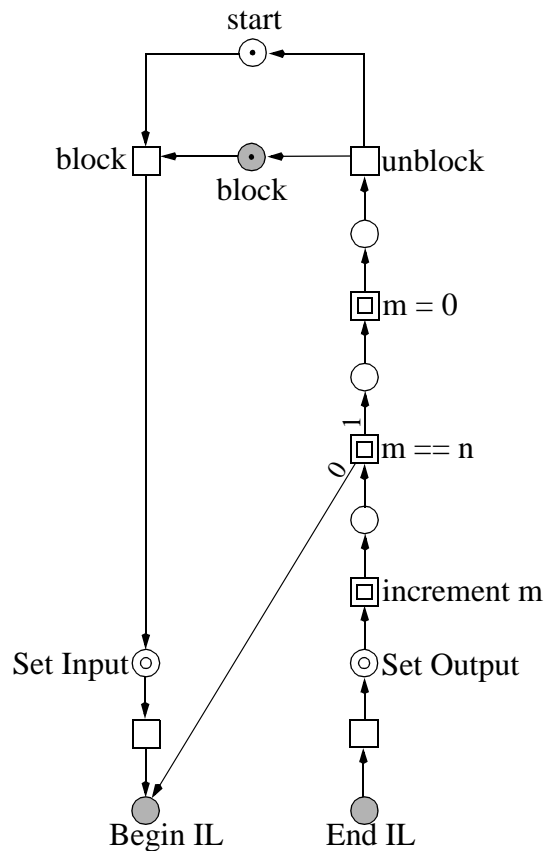 start
block
unblock
block
m = 0
1
m == n
0
increment m
Set Input
Set Output
Begin IL
End IL